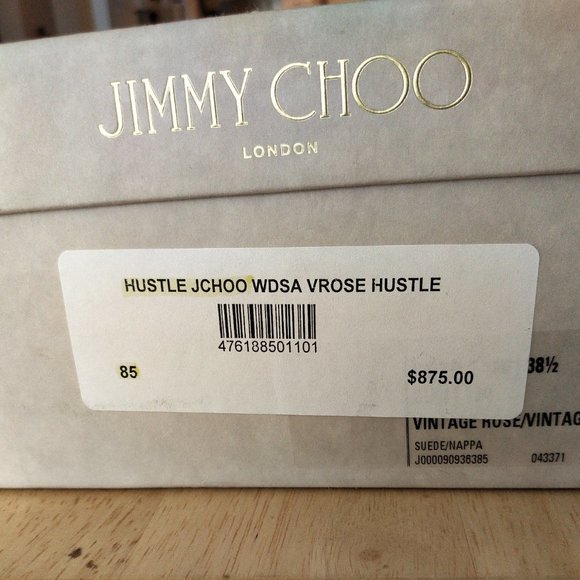 JIMMY CHOO
LONDON
HUSTLE JCHOO WDSA VROSE HUSTLE
476188501101
85
$875.00
38½
VINTAGE ROSE/VINTAG
SUEDE/NAPPA
J000090936385 043371